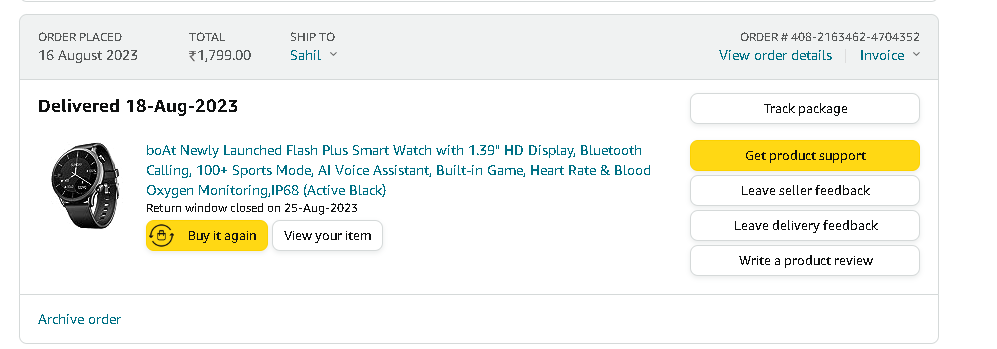 ORDER PLACED
16 August 2023
TOTAL
₹1,799.00
SHIP TO
Sahil
ORDER # 408-2163462-4704352
View order details
Invoice
Delivered 18-Aug-2023
boAt Newly Launched Flash Plus Smart Watch with 1.39" HD Display, Bluetooth
Calling, 100+ Sports Mode, AI Voice Assistant, Built-in Game, Heart Rate & Blood
Oxygen Monitoring,IP68 (Active Black}
Return window closed on 25-Aug-2023
Buy it again
View your item
Track package
Get product support
Leave seller feedback
Leave delivery feedback
Write a product review
Archive order